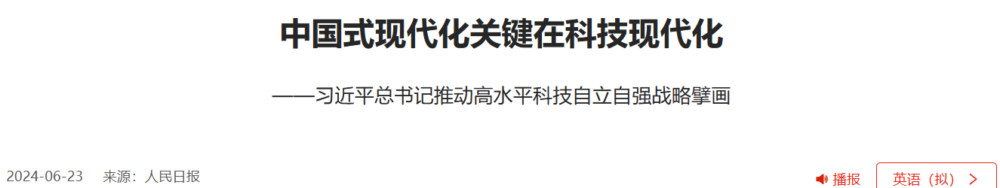 中国式现代化关键在科技现代化
——习近平总书记推动高水平科技自立自强战略擘画
2024-06-23 来源：人民日报 播报 英语（拟）